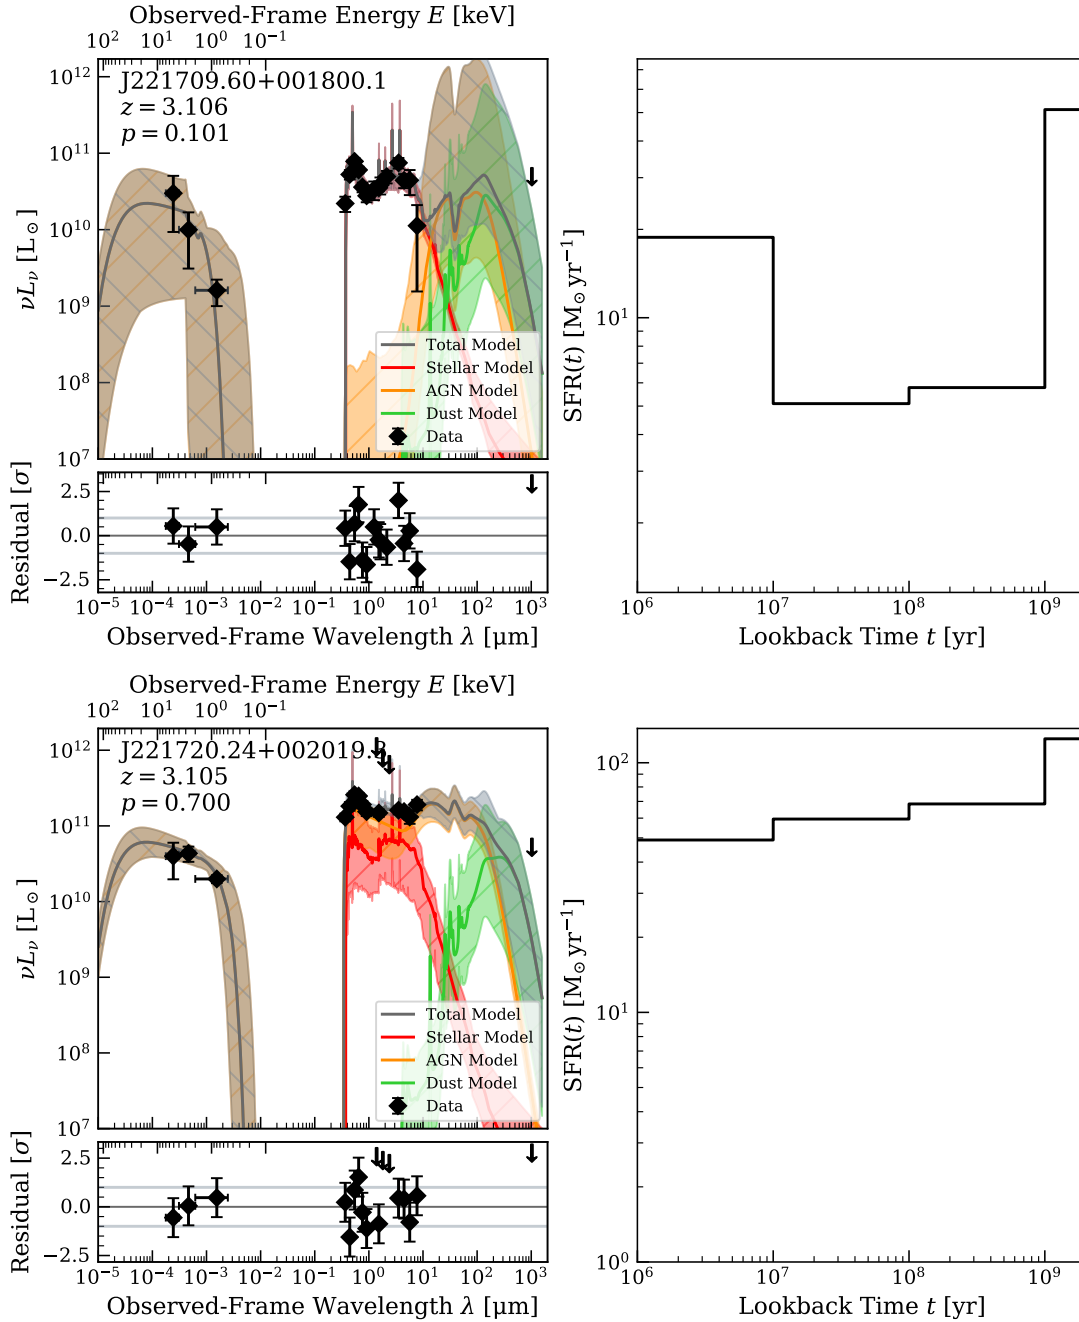 Observed-Frame Energy E [keV]
10² 10¹ 10⁰ 10⁻¹
J221709.60+001800.1
z = 3.106
p = 0.101
νL_ν [L⊙]
10¹²
10¹¹
10¹⁰
10⁹
10⁸
10⁷
Total Model
Stellar Model
AGN Model
Dust Model
Data
Residual [σ]
2.5
0.0
−2.5
10⁻⁵ 10⁻⁴ 10⁻³ 10⁻² 10⁻¹ 10⁰ 10¹ 10² 10³
Observed-Frame Wavelength λ [μm]
SFR(t) [M⊙ yr⁻¹]
10¹
10⁶ 10⁷ 10⁸ 10⁹
Lookback Time t [yr]
Observed-Frame Energy E [keV]
10² 10¹ 10⁰ 10⁻¹
J221720.24+002019.3
z = 3.105
p = 0.700
νL_ν [L⊙]
10¹²
10¹¹
10¹⁰
10⁹
10⁸
10⁷
Total Model
Stellar Model
AGN Model
Dust Model
Data
Residual [σ]
2.5
0.0
−2.5
10⁻⁵ 10⁻⁴ 10⁻³ 10⁻² 10⁻¹ 10⁰ 10¹ 10² 10³
Observed-Frame Wavelength λ [μm]
SFR(t) [M⊙ yr⁻¹]
10²
10¹
10⁰
10⁶ 10⁷ 10⁸ 10⁹
Lookback Time t [yr]